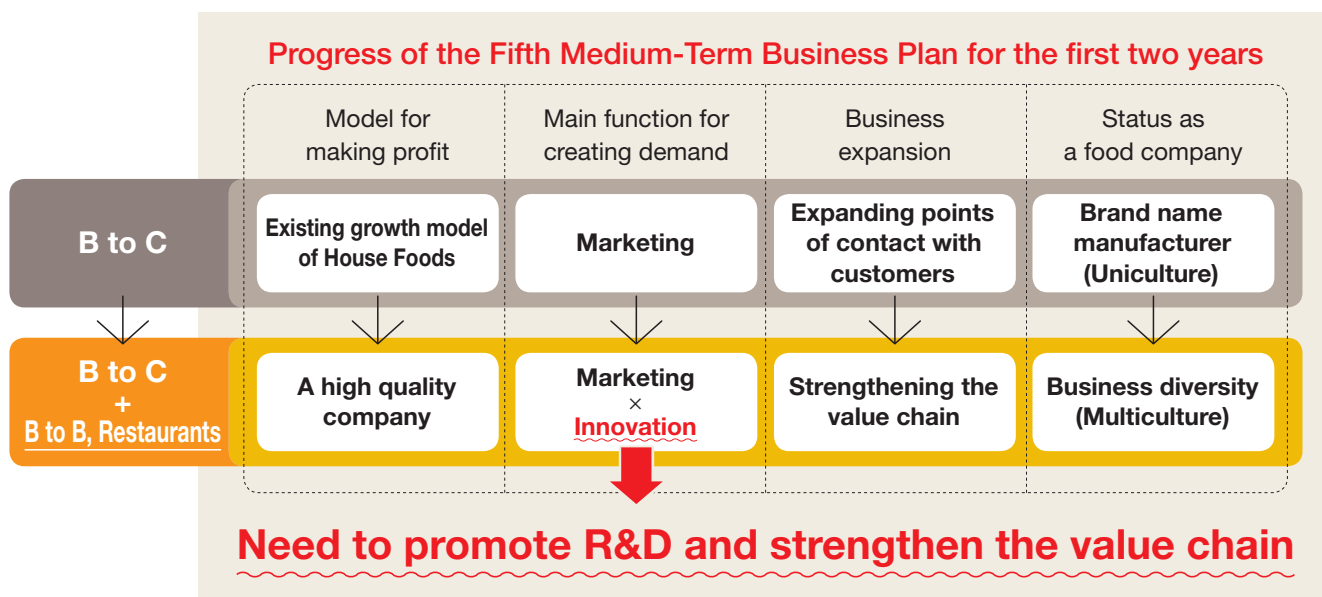 Progress of the Fifth Medium-Term Business Plan for the first two years
Model for
making profit
Main function for
creating demand
Business
expansion
Status as
a food company
B to C
Existing growth model
of House Foods
Marketing
Expanding points
of contact with
customers
Brand name
manufacturer
(Uniculture)
B to C
+
B to B, Restaurants
A high quality
company
Marketing
×
Innovation
Strengthening the
value chain
Business diversity
(Multiculture)
Need to promote R&D and strengthen the value chain